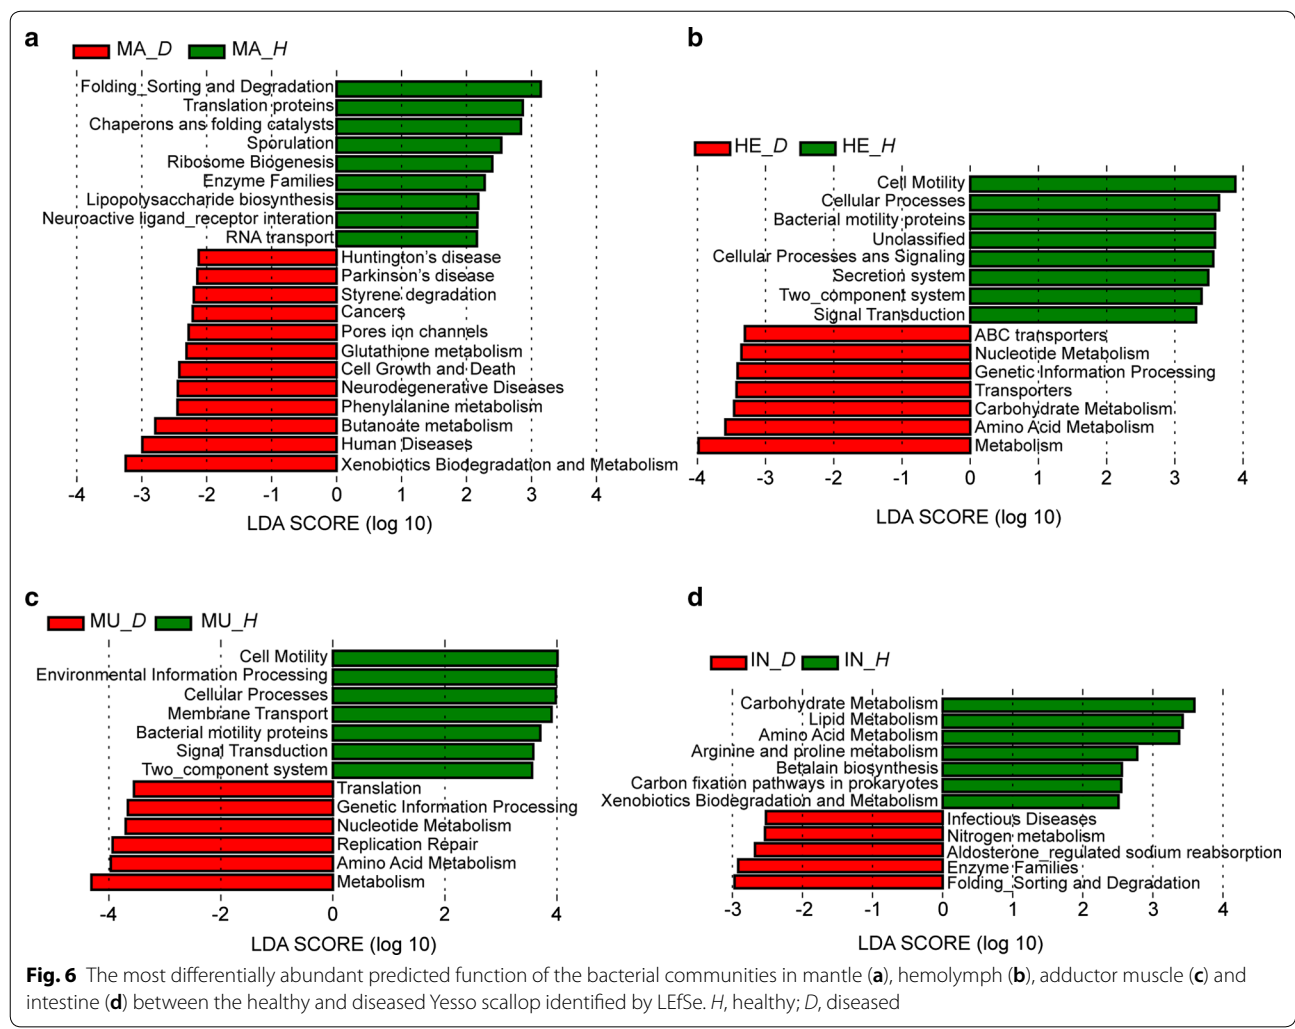 a
MA_D MA_H
Folding_Sorting and Degradation
Translation proteins
Chaperons ans folding catalysts
Sporulation
Ribosome Biogenesis
Enzyme Families
Lipopolysaccharide biosynthesis
Neuroactive ligand_receptor interation
RNA transport
Huntington's disease
Parkinson's disease
Styrene degradation
Cancers
Pores ion channels
Glutathione metabolism
Cell Growth and Death
Neurodegenerative Diseases
Phenylalanine metabolism
Butanoate metabolism
Human Diseases
Xenobiotics Biodegradation and Metabolism
-4 -3 -2 -1 0 1 2 3 4
LDA SCORE (log 10)
b
HE_D HE_H
Cell Motility
Cellular Processes
Bacterial motility proteins
Unclassified
Cellular Processes ans Signaling
Secretion system
Two_component system
Signal Transduction
ABC transporters
Nucleotide Metabolism
Genetic Information Processing
Transporters
Carbohydrate Metabolism
Amino Acid Metabolism
Metabolism
-4 -3 -2 -1 0 1 2 3 4
LDA SCORE (log 10)
c
MU_D MU_H
Cell Motility
Environmental Information Processing
Cellular Processes
Membrane Transport
Bacterial motility proteins
Signal Transduction
Two_component system
Translation
Genetic Information Processing
Nucleotide Metabolism
Replication Repair
Amino Acid Metabolism
Metabolism
-4 -2 0 2 4
LDA SCORE (log 10)
d
IN_D IN_H
Carbohydrate Metabolism
Lipid Metabolism
Amino Acid Metabolism
Arginine and proline metabolism
Betalain biosynthesis
Carbon fixation pathways in prokaryotes
Xenobiotics Biodegradation and Metabolism
Infectious Diseases
Nitrogen metabolism
Aldosterone_regulated sodium reabsorption
Enzyme Families
Folding_Sorting and Degradation
-3 -2 -1 0 1 2 3 4
LDA SCORE (log 10)
Fig. 6 The most differentially abundant predicted function of the bacterial communities in mantle (a), hemolymph (b), adductor muscle (c) and
intestine (d) between the healthy and diseased Yesso scallop identified by LEfSe. H, healthy; D, diseased